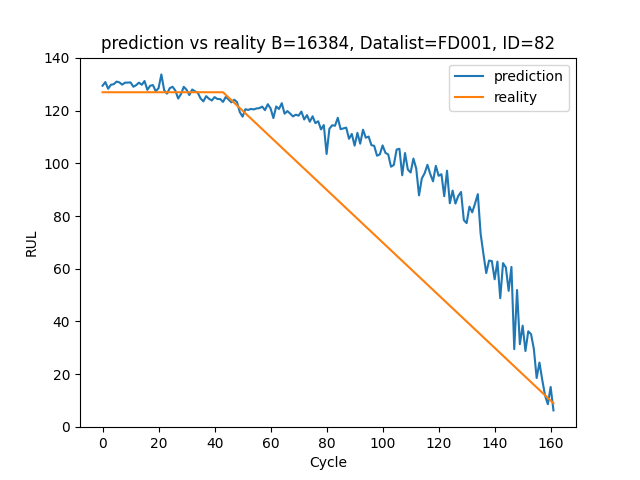 prediction vs reality B=16384, Datalist=FD001, ID=82
prediction
reality
140
120
100
80
60
40
20
0
RUL
0 20 40 60 80 100 120 140 160
Cycle